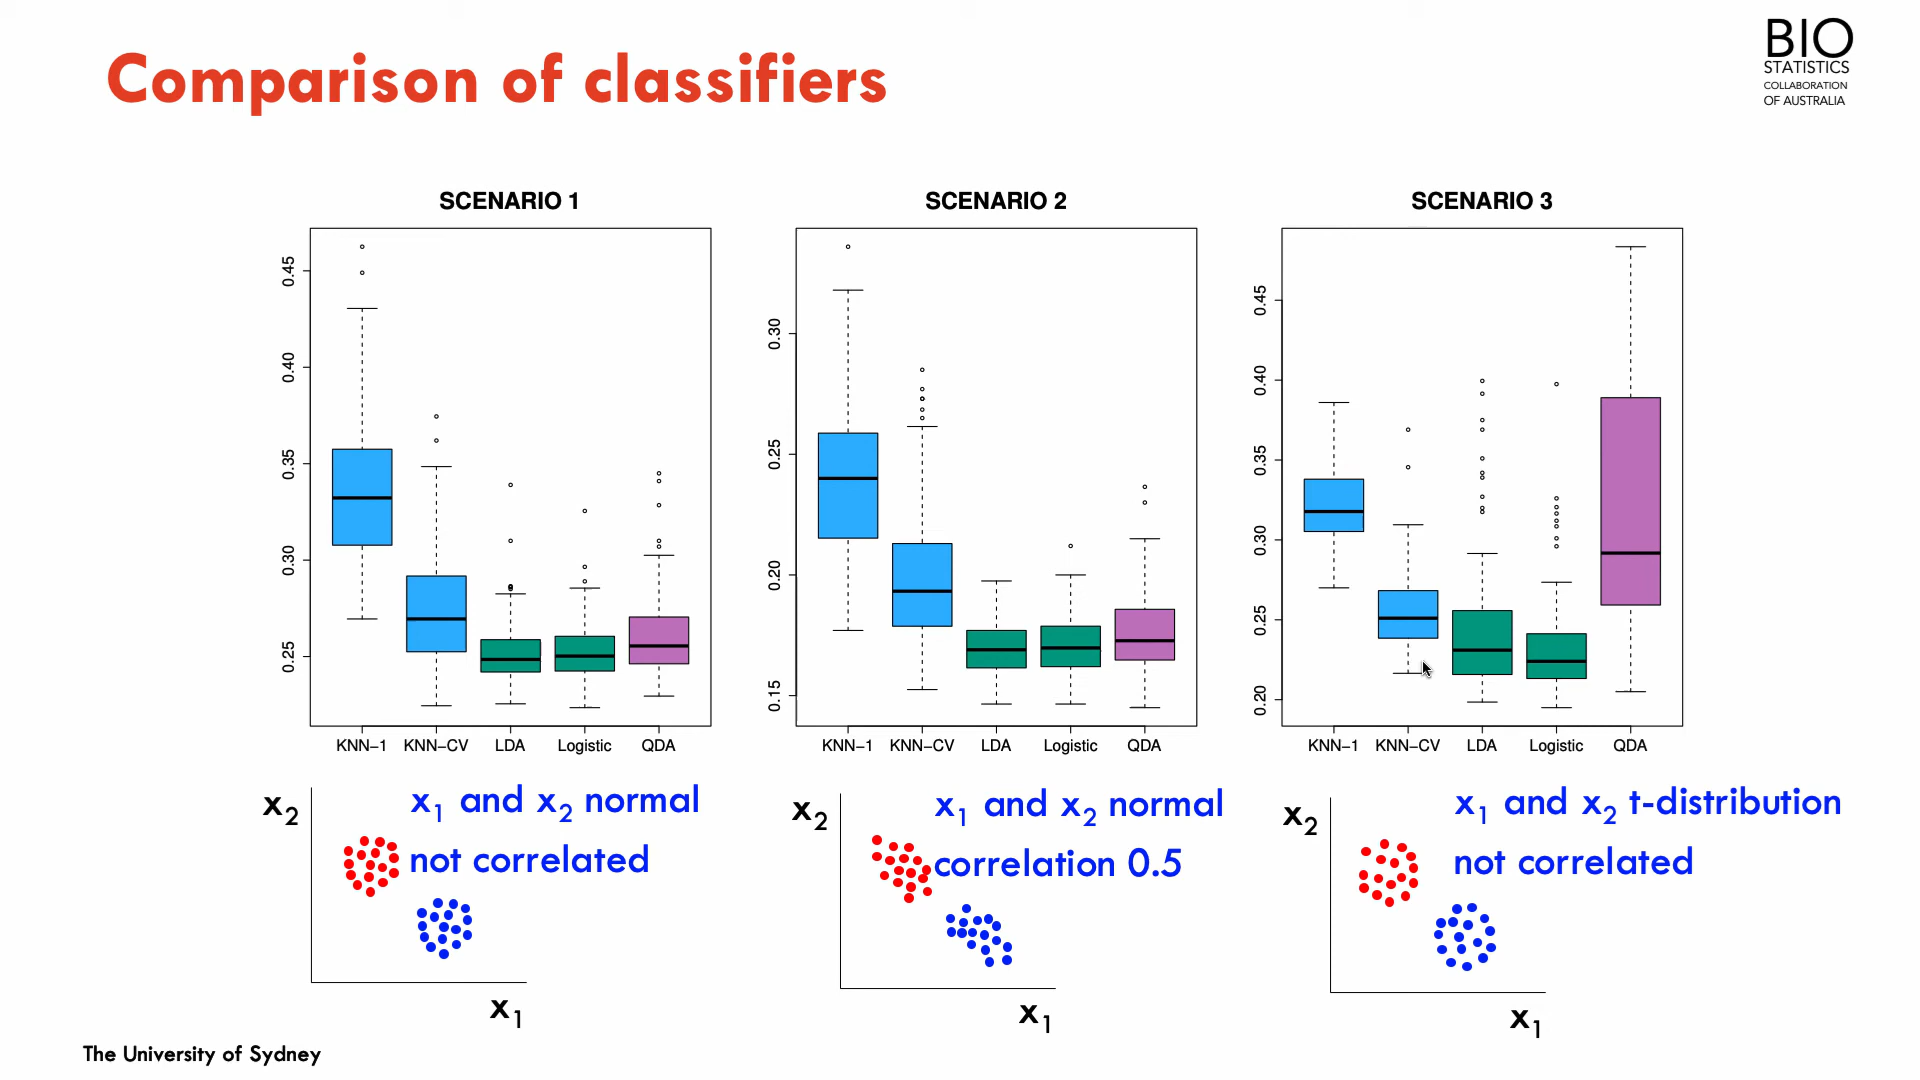 Comparison of classifiers
BIO
STATISTICS
COLLABORATION
OF AUSTRALIA
SCENARIO 1
0.45
0.40
0.35
0.30
0.25
KNN–1 KNN–CV LDA Logistic QDA
SCENARIO 2
0.30
0.25
0.20
0.15
KNN–1 KNN–CV LDA Logistic QDA
SCENARIO 3
0.45
0.40
0.35
0.30
0.25
0.20
KNN–1 KNN–CV LDA Logistic QDA
x2
x1 and x2 normal
not correlated
x1
x2
x1 and x2 normal
correlation 0.5
x1
x2
x1 and x2 t-distribution
not correlated
x1
The University of Sydney